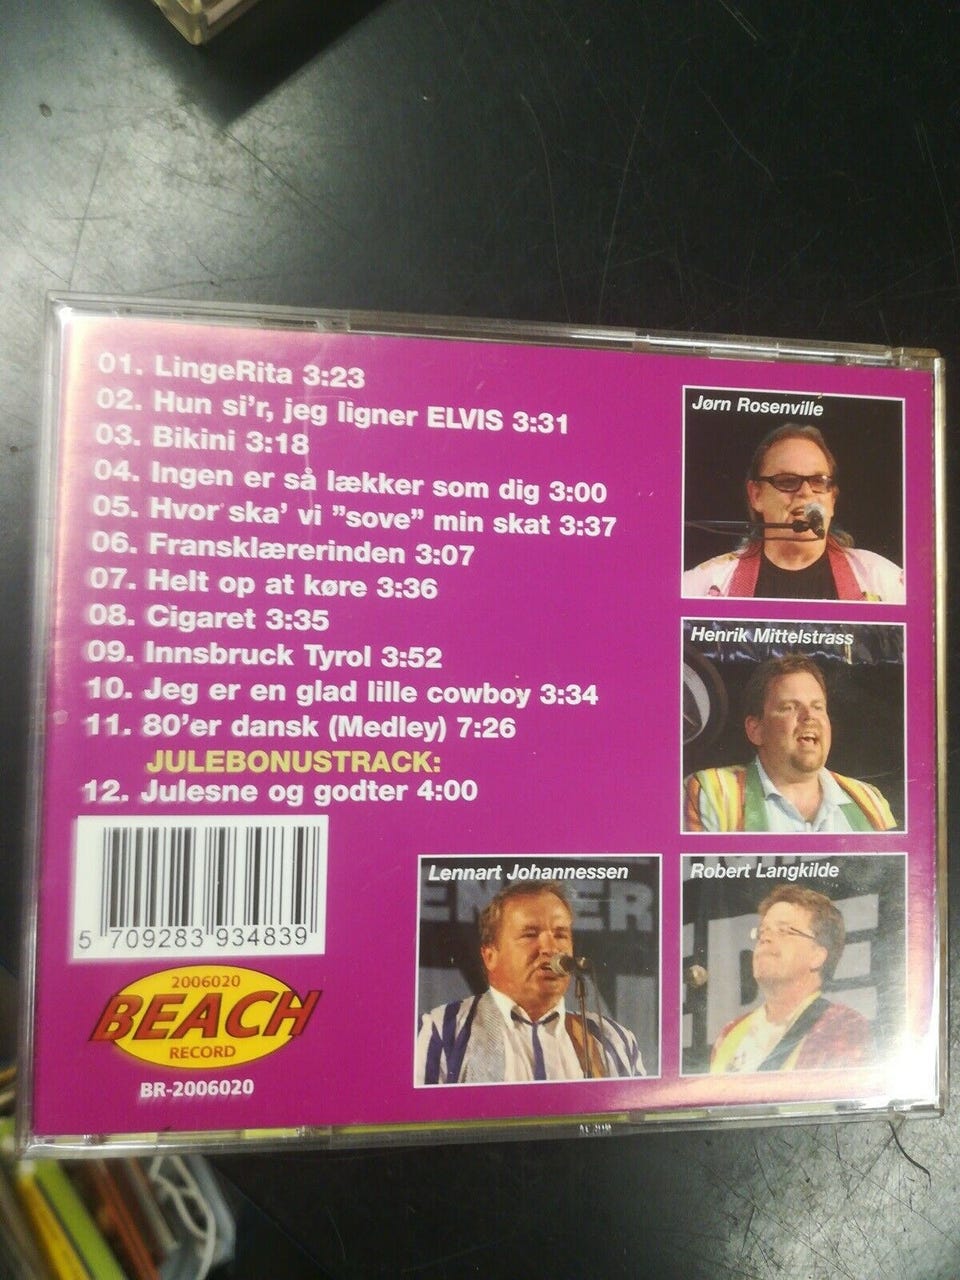 01. LingeRita 3:23
02. Hun si'r, jeg ligner ELVIS 3:31
03. Bikini 3:18
04. Ingen er så lækker som dig 3:00
05. Hvor ska' vi "sove" min skat 3:37
06. Fransklærerinden 3:07
07. Helt op at køre 3:36
08. Cigaret 3:35
09. Innsbruck Tyrol 3:52
10. Jeg er en glad lille cowboy 3:34
11. 80'er dansk (Medley) 7:26
JULEBONUSTRACK:
12. Julesne og godter 4:00
5 709283 934839
2006020
BEACH
RECORD
BR-2006020
Jørn Rosenville
Henrik Mittelstrass
Lennart Johannessen
Robert Langkilde